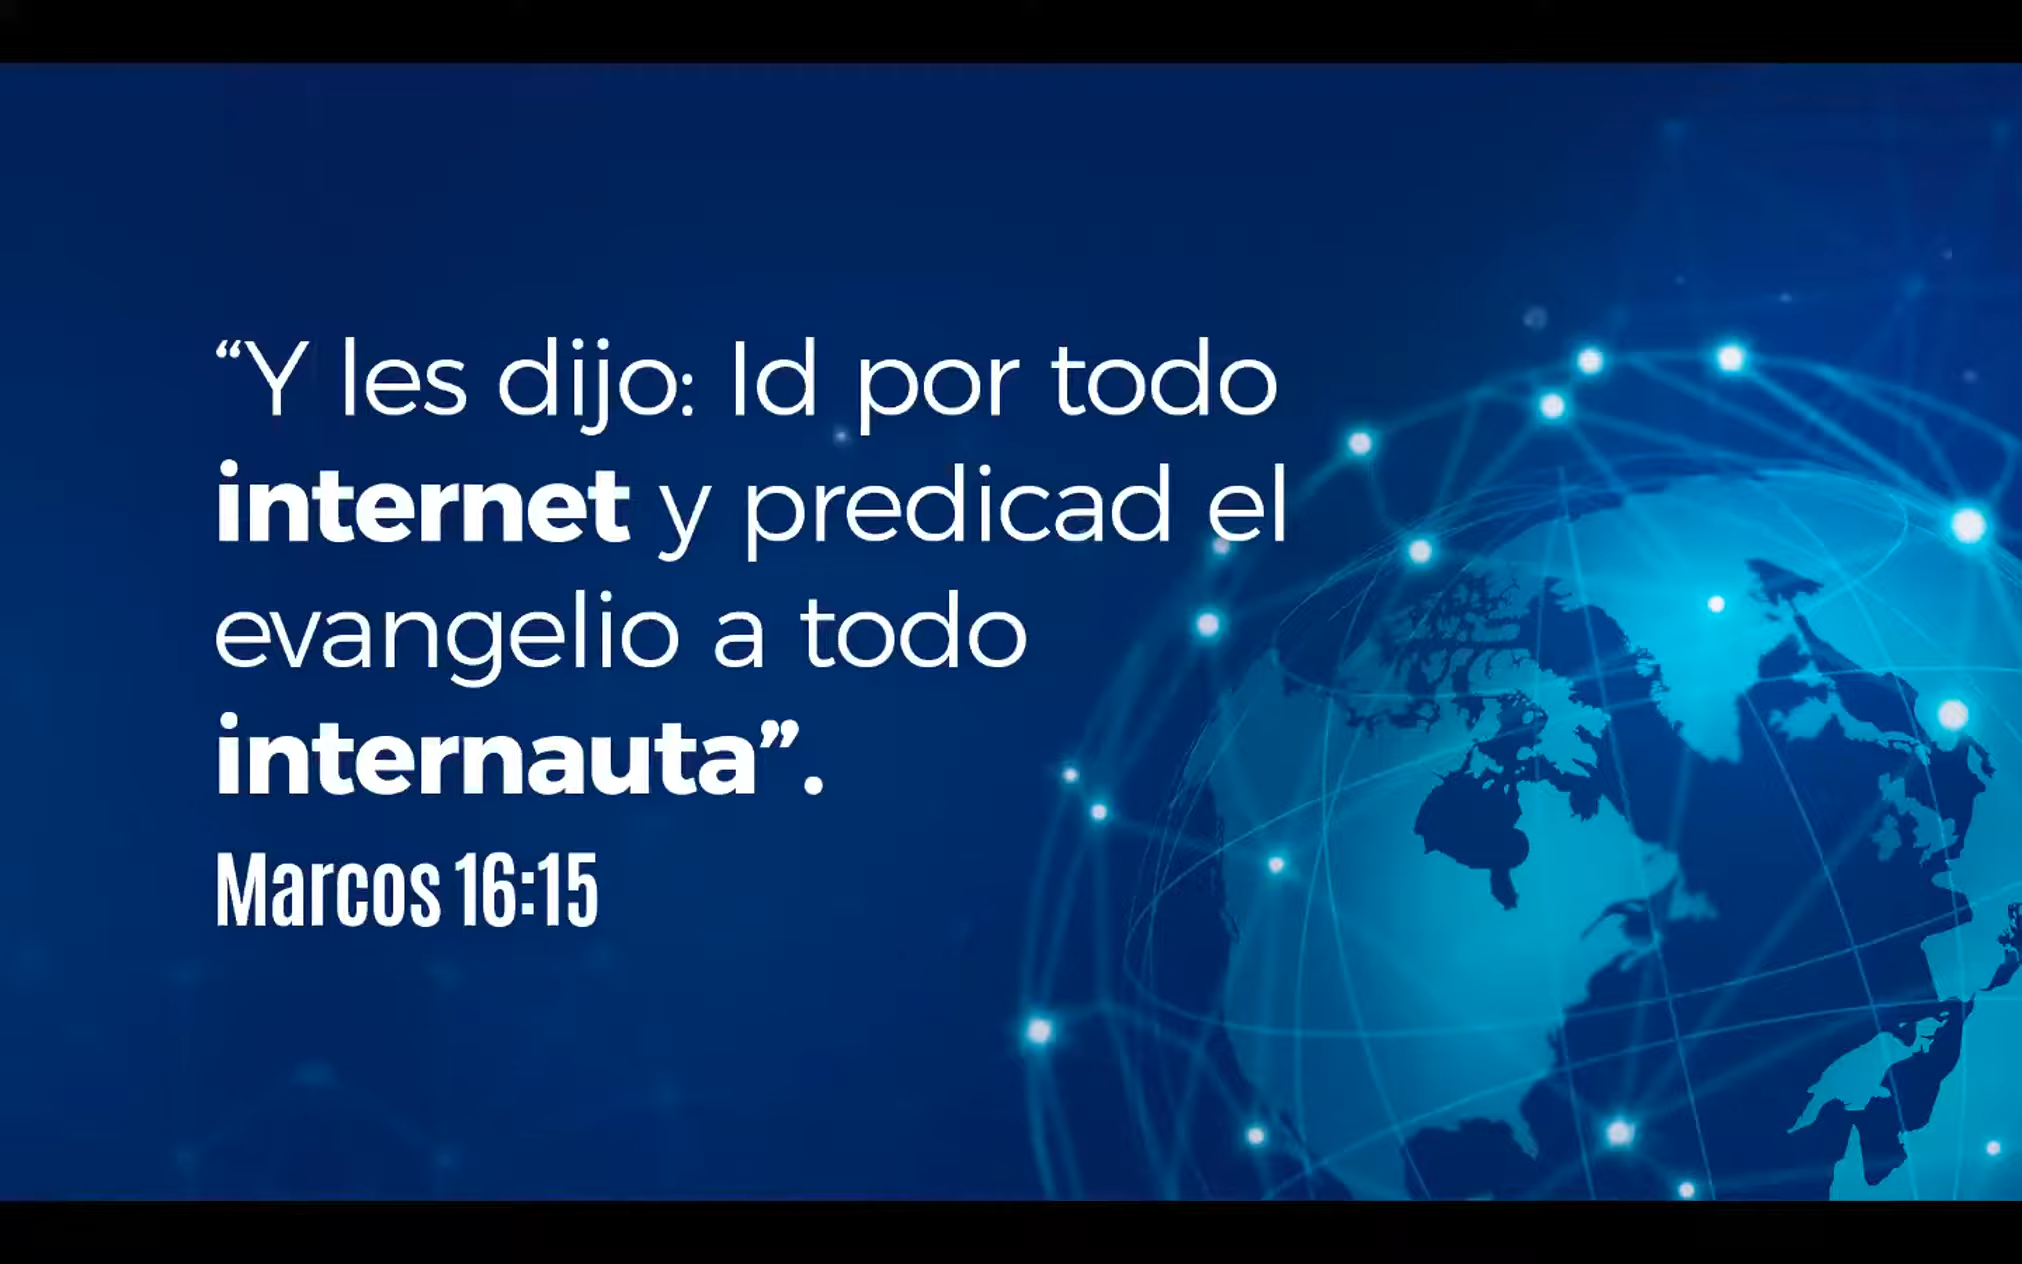 “Y les dijo: Id por todo
internet y predicad el
evangelio a todo
internauta”.
Marcos 16:15